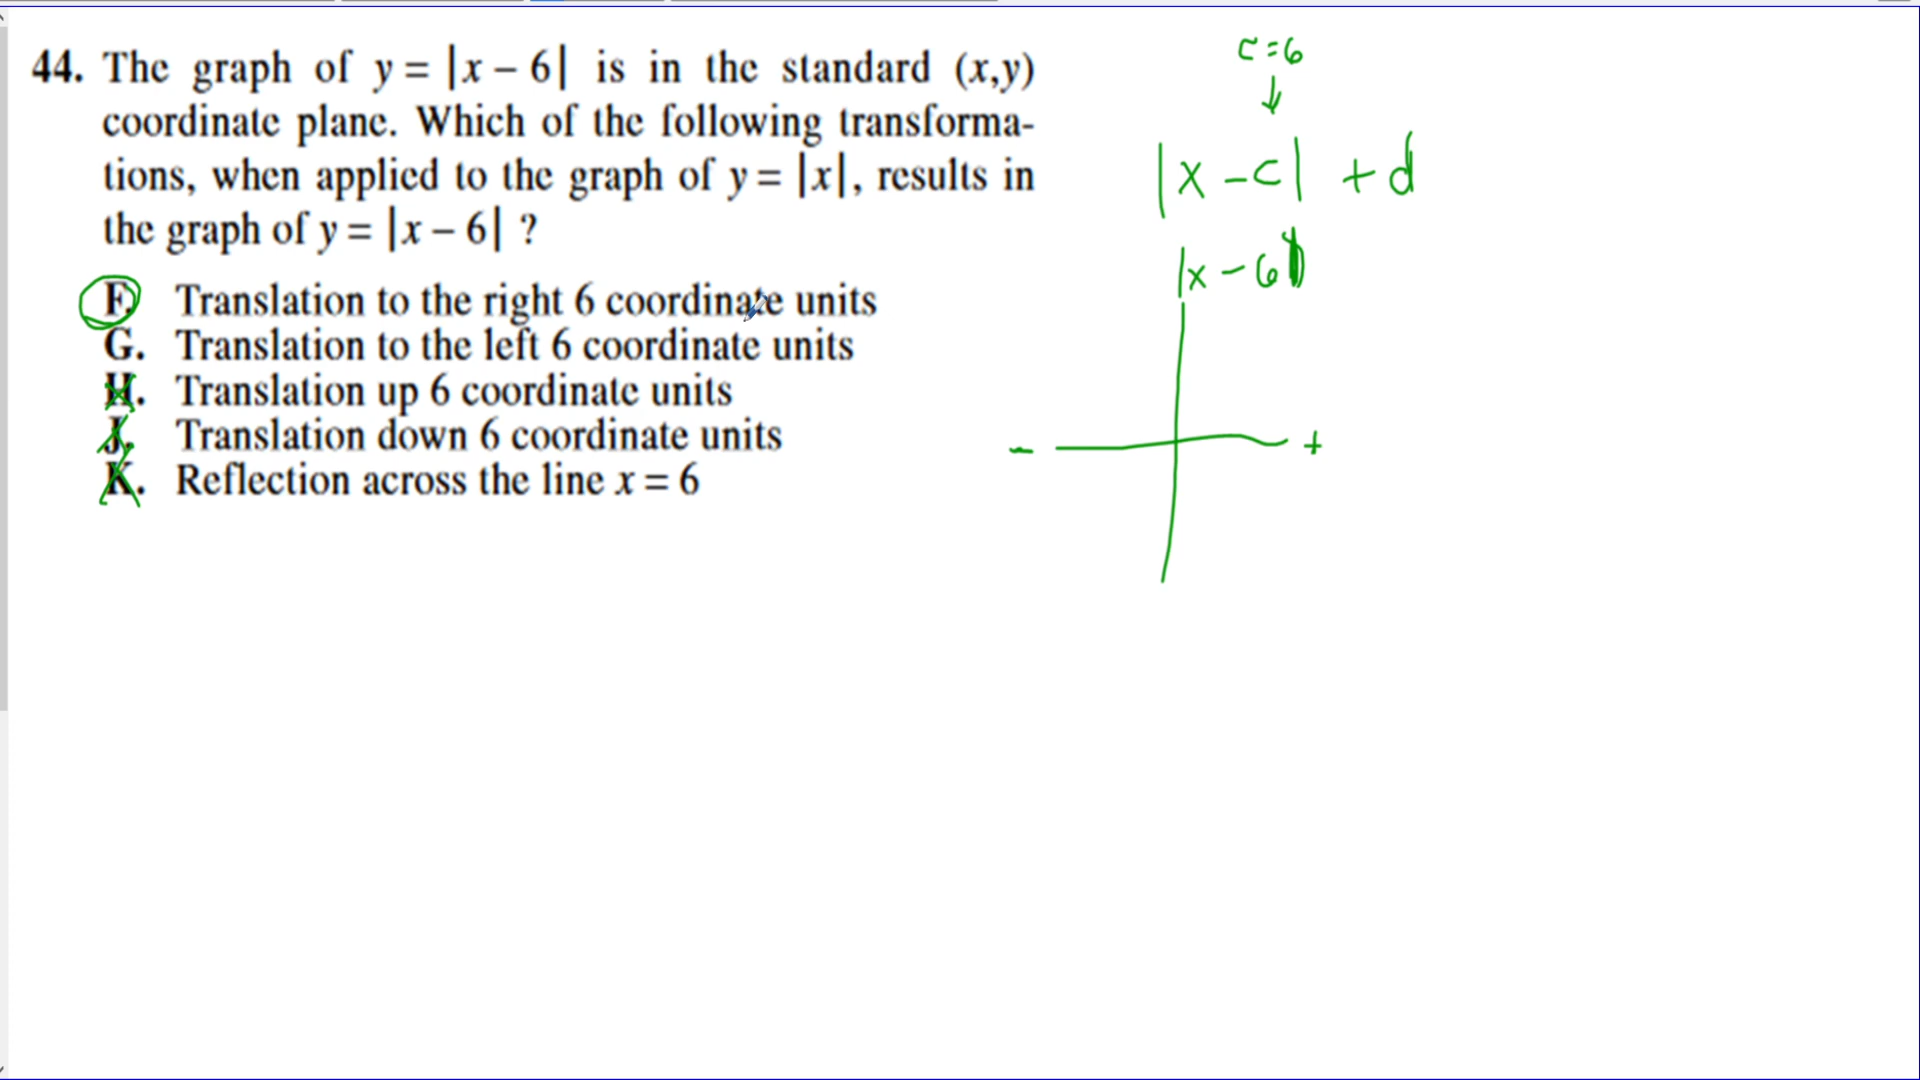 44. The graph of y = |x – 6| is in the standard (x,y)
coordinate plane. Which of the following transforma-
tions, when applied to the graph of y = |x|, results in
the graph of y = |x – 6| ?
F. Translation to the right 6 coordinate units
G. Translation to the left 6 coordinate units
H. Translation up 6 coordinate units
J. Translation down 6 coordinate units
K. Reflection across the line x = 6
c = 6
↓
|x - c| + d
|x - 6|
- +